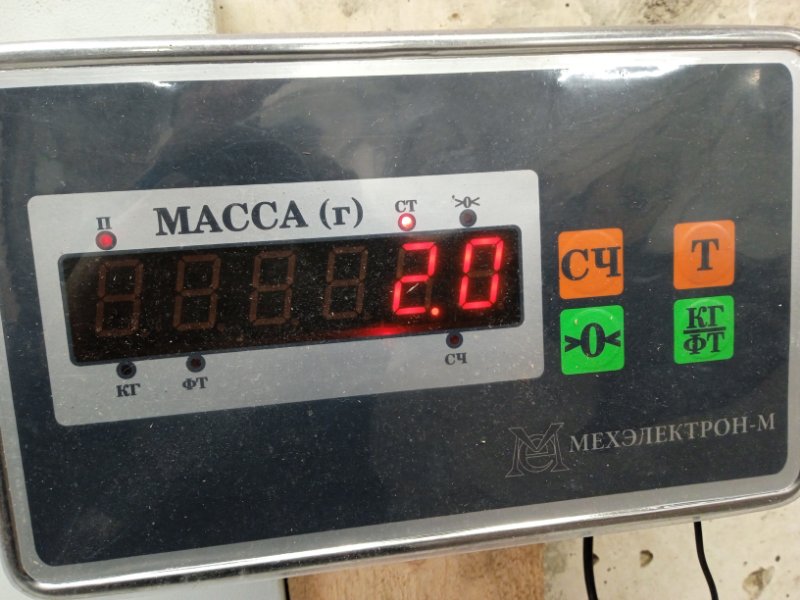 П МАССА (г) СТ >0<
2.0
КГ ФТ СЧ
СЧ Т
>0< КГ/ФТ
МЕХЭЛЕКТРОН-М